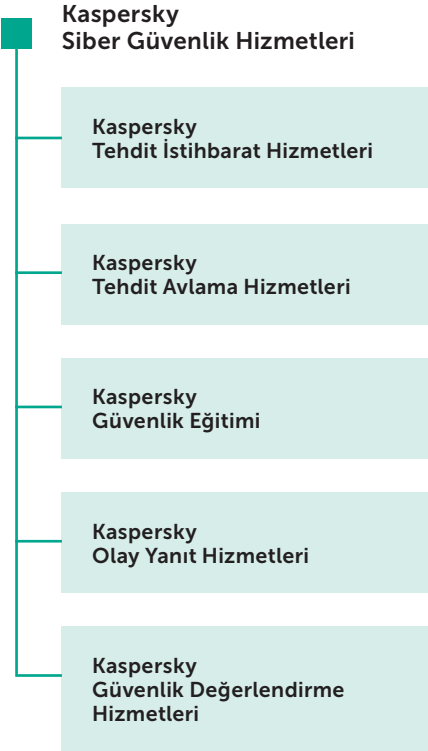 Kaspersky
Siber Güvenlik Hizmetleri
Kaspersky
Tehdit İstihbarat Hizmetleri
Kaspersky
Tehdit Avlama Hizmetleri
Kaspersky
Güvenlik Eğitimi
Kaspersky
Olay Yanıt Hizmetleri
Kaspersky
Güvenlik Değerlendirme
Hizmetleri